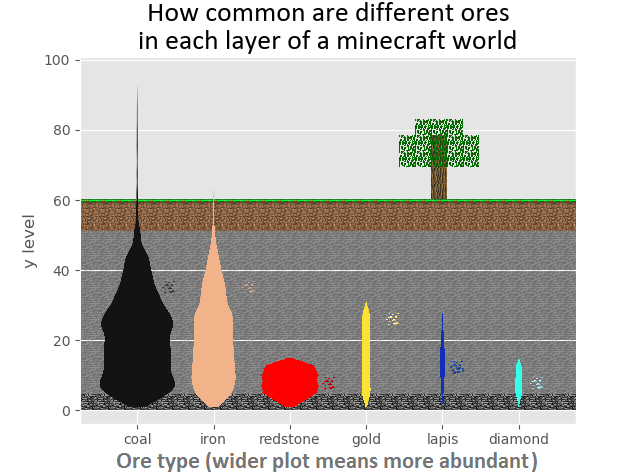 How common are different ores
in each layer of a minecraft world
100
80
60
40
20
0
y level
coal iron redstone gold lapis diamond
Ore type (wider plot means more abundant)